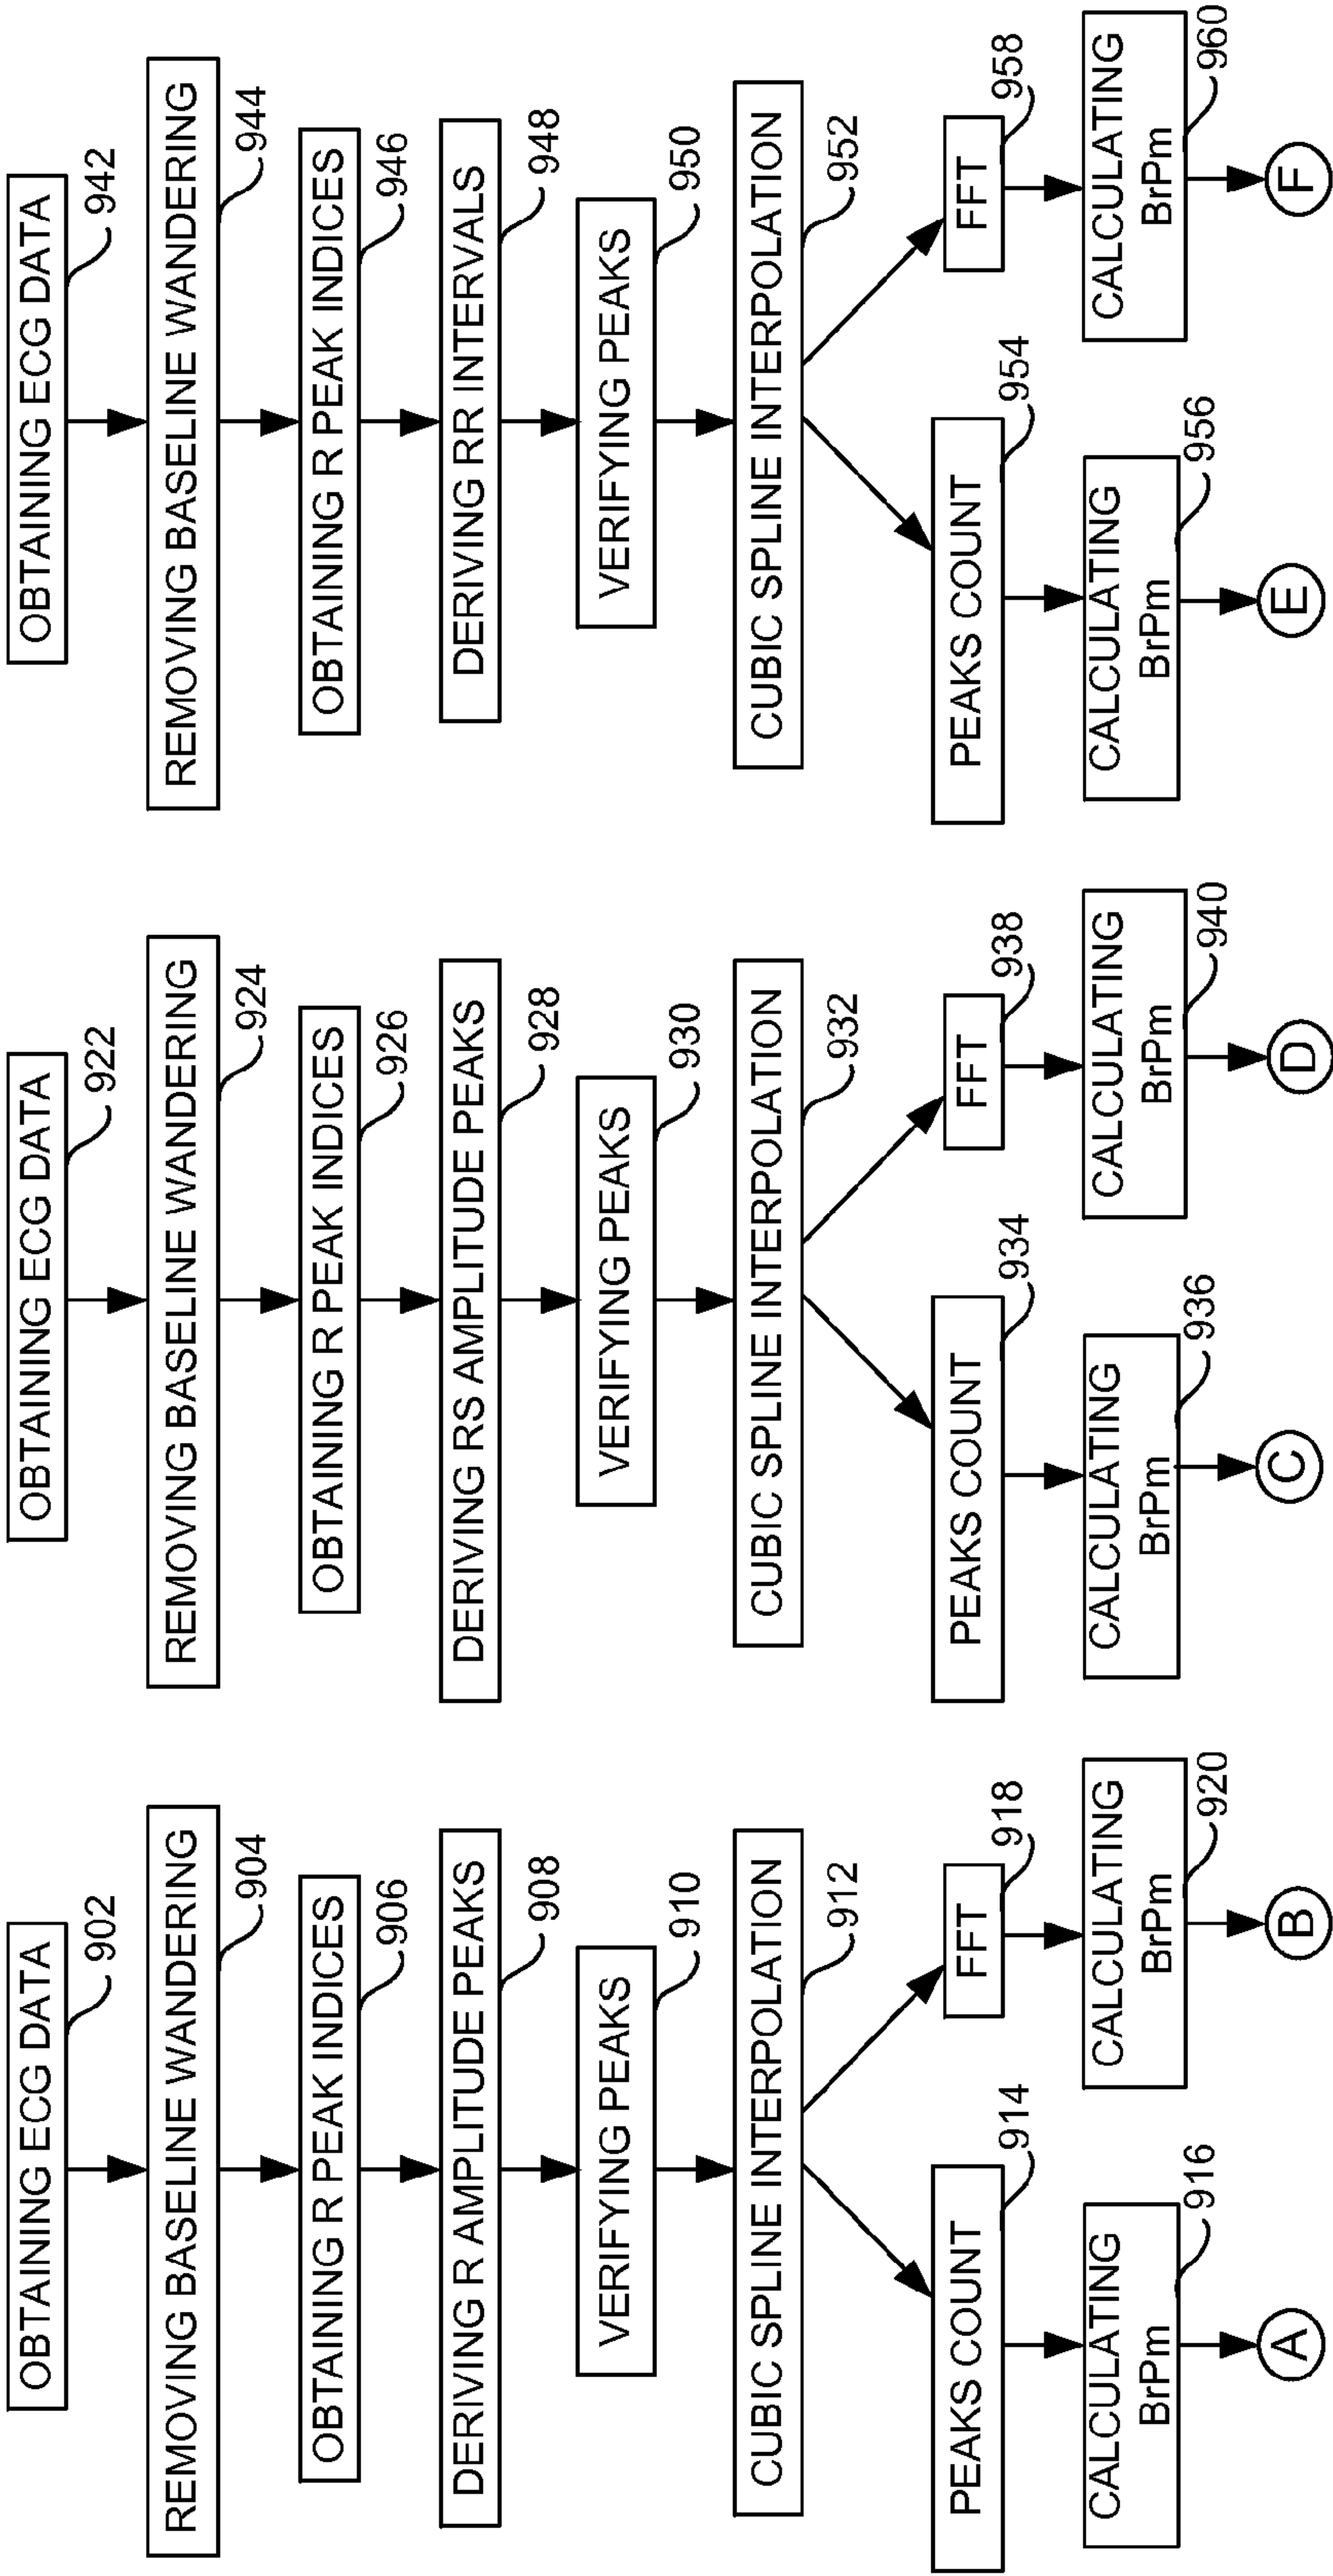 OBTAINING ECG DATA
902
REMOVING BASELINE WANDERING
904
OBTAINING R PEAK INDICES
906
DERIVING R AMPLITUDE PEAKS
908
VERIFYING PEAKS
910
CUBIC SPLINE INTERPOLATION
912
PEAKS COUNT
914
CALCULATING
BrPm
916
A
FFT
918
CALCULATING
BrPm
920
B
OBTAINING ECG DATA
922
REMOVING BASELINE WANDERING
924
OBTAINING R PEAK INDICES
926
DERIVING RS AMPLITUDE PEAKS
928
VERIFYING PEAKS
930
CUBIC SPLINE INTERPOLATION
932
PEAKS COUNT
934
CALCULATING
BrPm
936
C
FFT
938
CALCULATING
BrPm
940
D
OBTAINING ECG DATA
942
REMOVING BASELINE WANDERING
944
OBTAINING R PEAK INDICES
946
DERIVING RR INTERVALS
948
VERIFYING PEAKS
950
CUBIC SPLINE INTERPOLATION
952
PEAKS COUNT
954
CALCULATING
BrPm
956
E
FFT
958
CALCULATING
BrPm
960
F